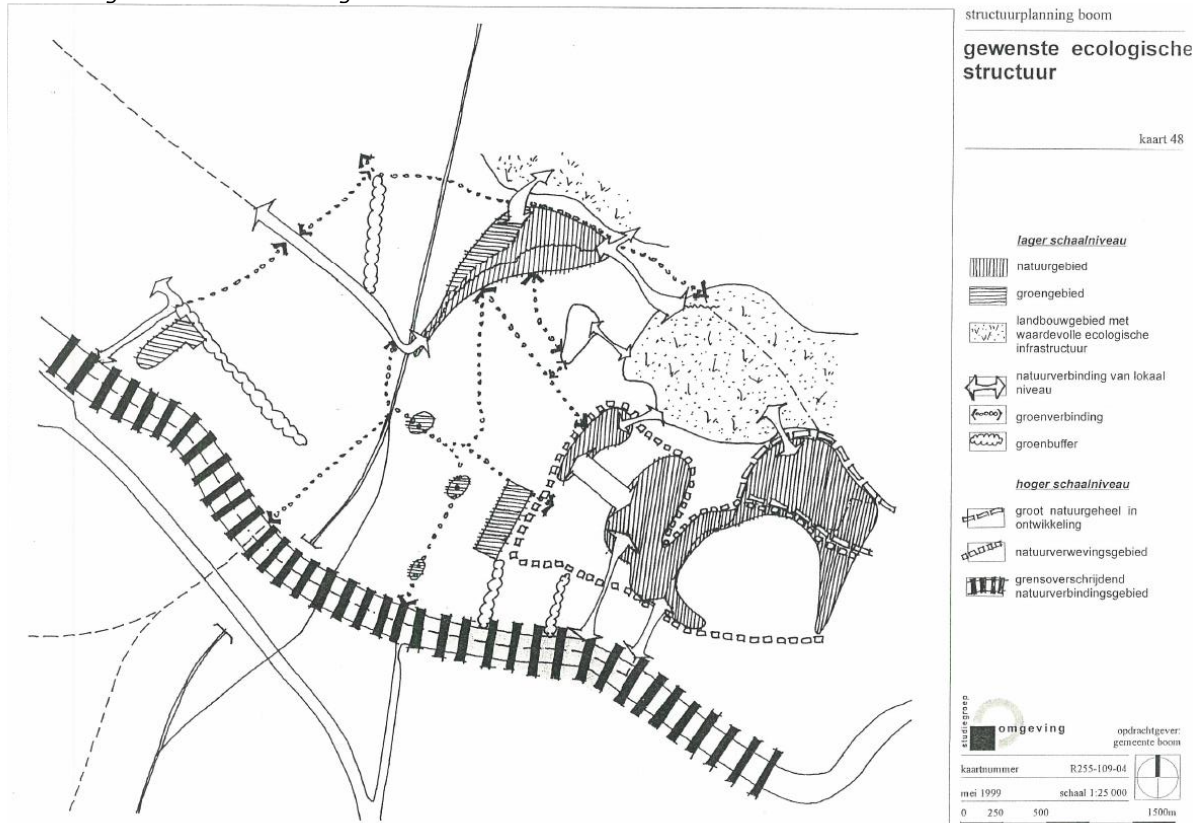 structuurplanning boom
gewenste ecologische
structuur
kaart 48
lager schaalniveau
natuurgebied
groengebied
landbouwgebied met
waardevolle ecologische
infrastructuur
natuurverbinding van lokaal
niveau
groenverbinding
groenbuffer
hoger schaalniveau
groot natuurgeheel in
ontwikkeling
natuurverwevingsgebied
grensoverschrijdend
natuurverbindingsgebied
studiegroep
omgeving
opdrachtgever:
gemeente boom
kaartnummer R255-109-04
mei 1999 schaal 1:25 000
0 250 500 1500m